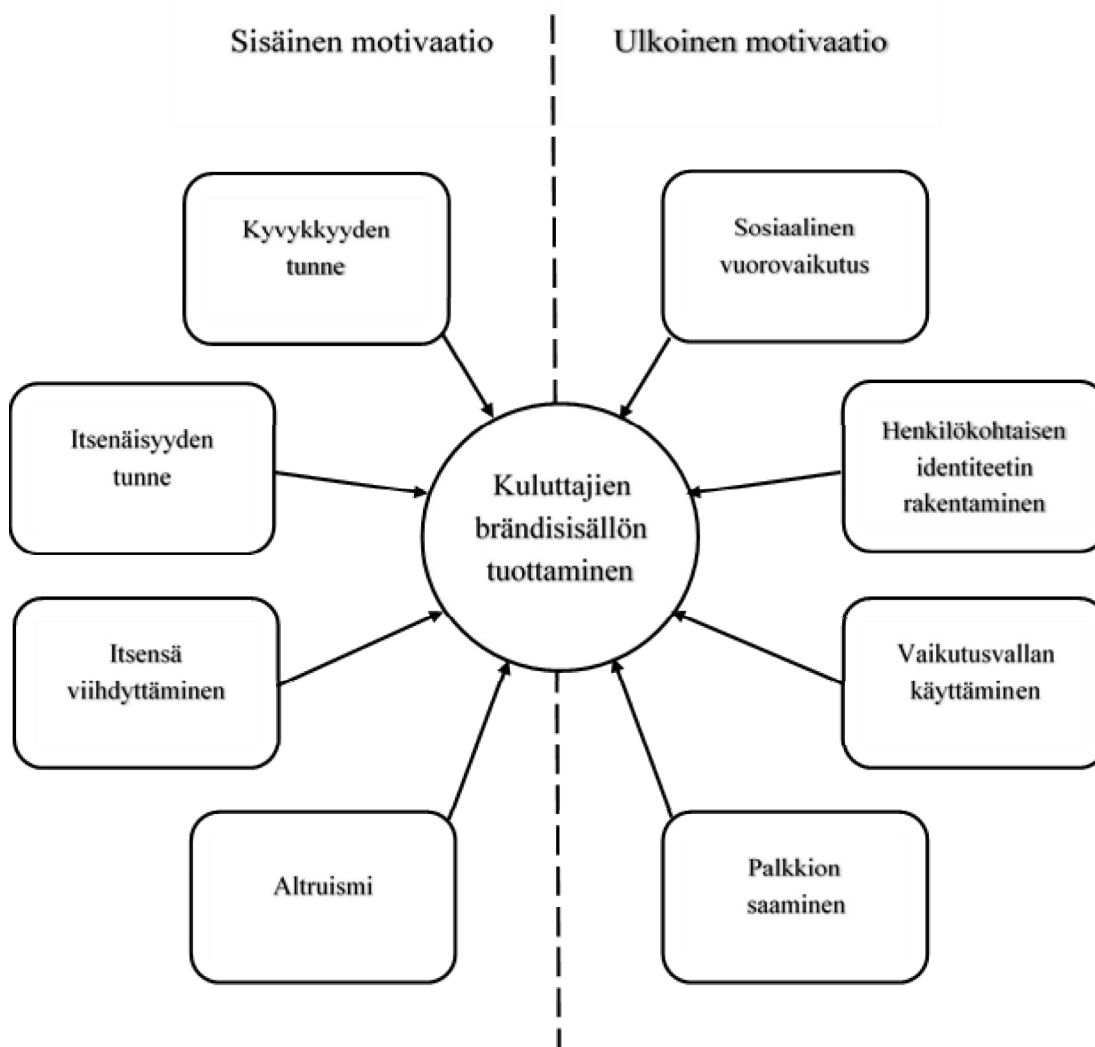 Sisäinen motivaatio
Ulkoinen motivaatio
Kyvykkyyden
tunne
Sosiaalinen
vuorovaikutus
Itsenäisyyden
tunne
Kuluttajien
brändisisällön
tuottaminen
Henkilökohtaisen
identiteetin
rakentaminen
Itsensä
viihdyttäminen
Vaikutusvallan
käyttäminen
Altruismi
Palkkion
saaminen